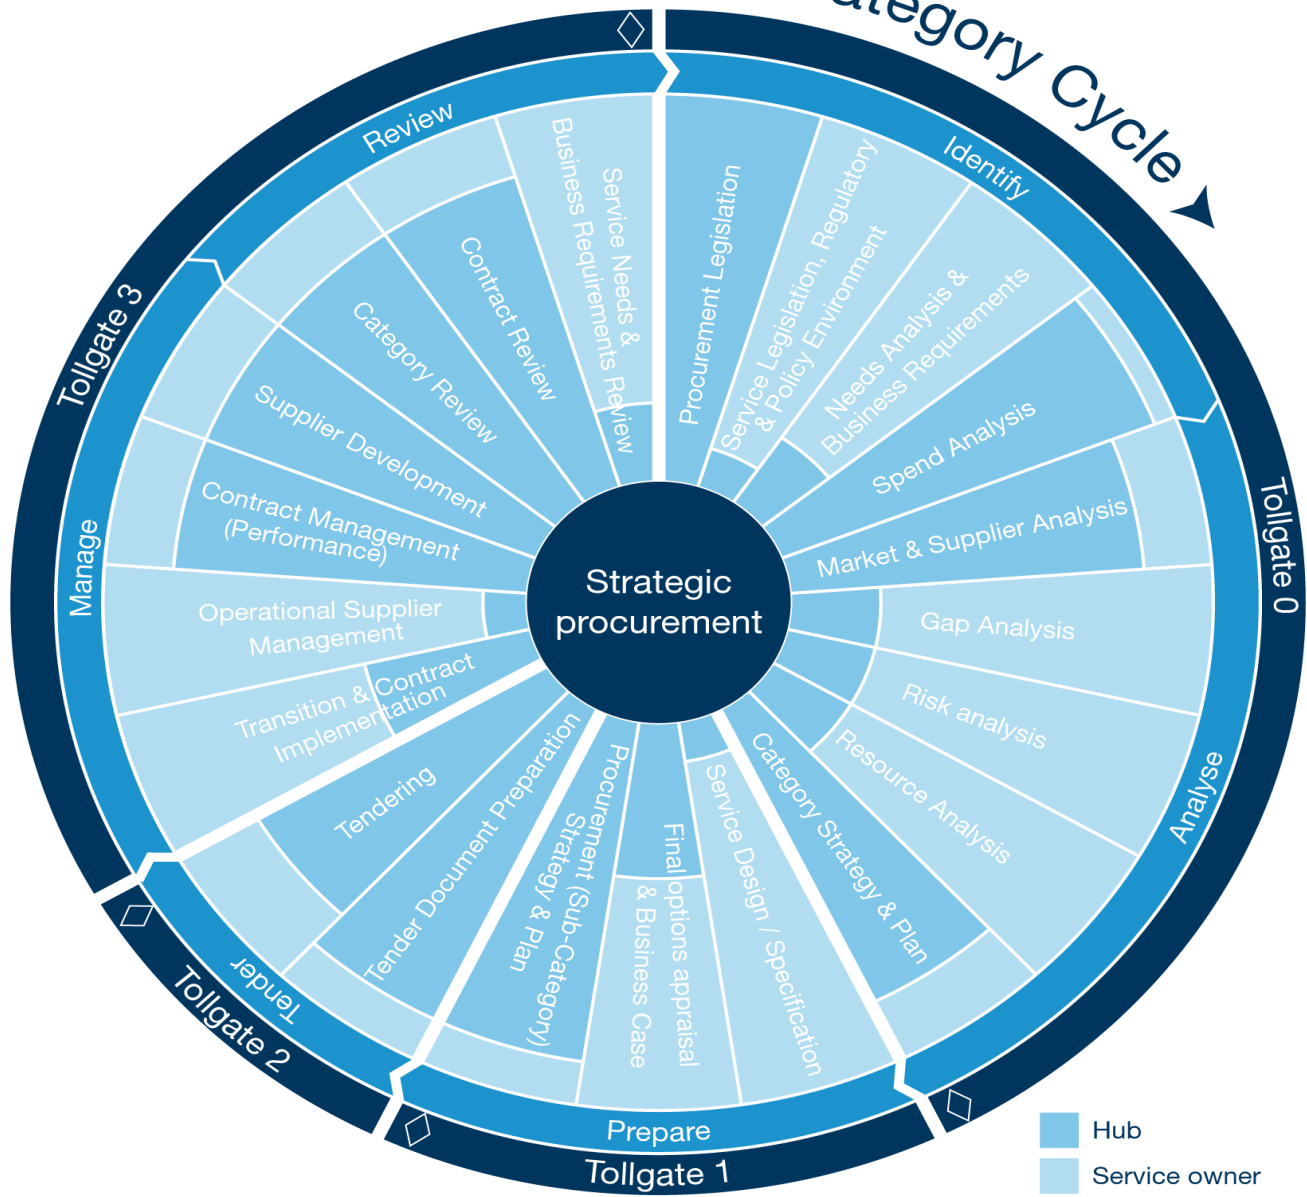 ategory Cycle
Identify
Procurement Legislation
Service Legislation, Regulatory
& Policy Environment
Needs Analysis &
Business Requirements
Spend Analysis
Tollgate 0
Analyse
Market & Supplier Analysis
Gap Analysis
Risk analysis
Resource Analysis
Category Strategy & Plan
Tollgate 1
Prepare
Service Design / Specification
Final options appraisal
& Business Case
Procurement (Sub-Category)
Strategy & Plan
Tollgate 2
Tender
Tender Document Preparation
Tendering
Tollgate 3
Manage
Transition & Contract
Implementation
Operational Supplier
Management
Contract Management
(Performance)
Supplier Development
Review
Category Review
Contract Review
Service Needs &
Business Requirements Review
Strategic
procurement
Hub
Service owner